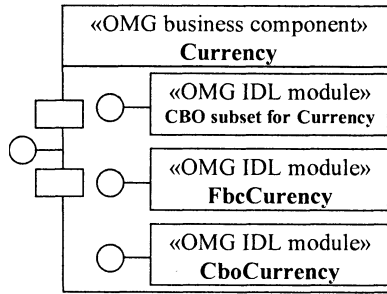 «OMG business component»
Currency
«OMG IDL module»
CBO subset for Currency
«OMG IDL module»
FbcCurency
«OMG IDL module»
CboCurrency